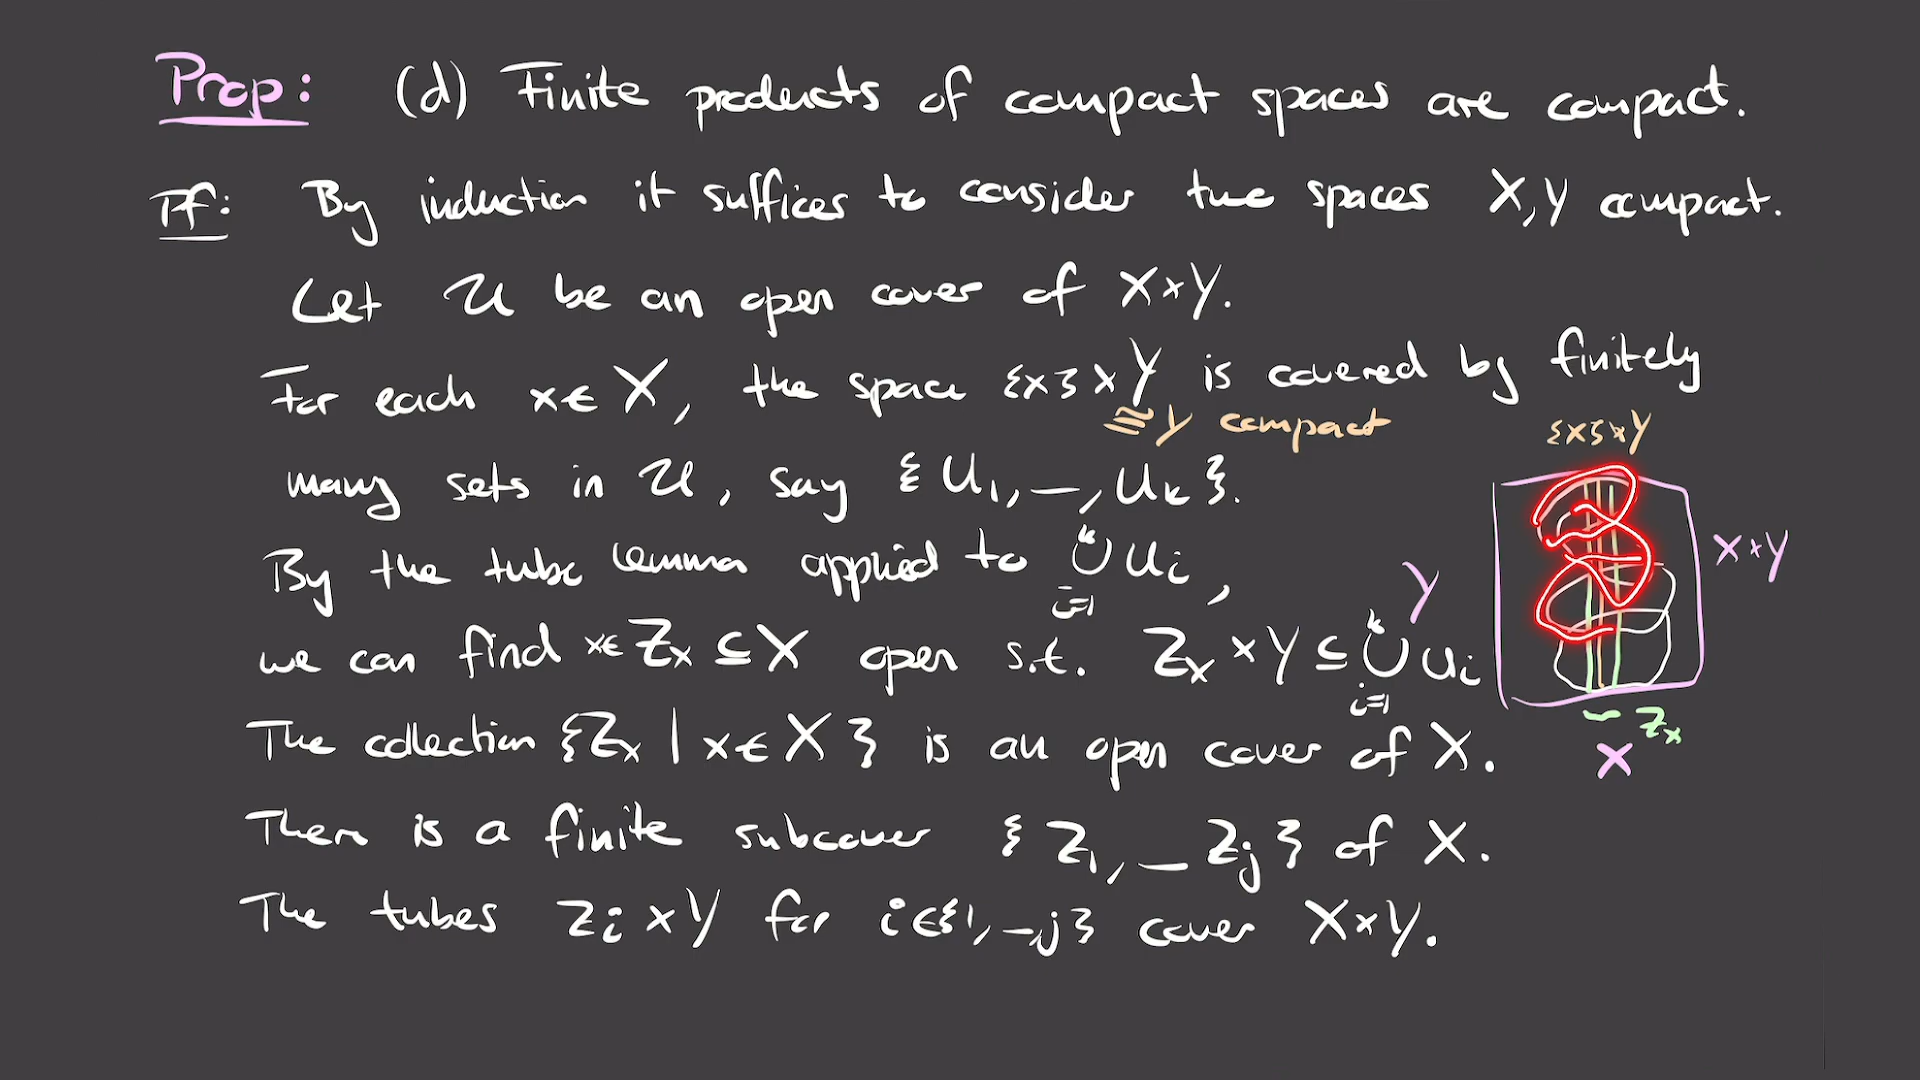 Prop: (d) Finite products of compact spaces are compact.
Pf: By induction it suffices to consider two spaces X, Y compact.
Let 𝒰 be an open cover of X×Y.
For each x∈X, the space {x}×Y is covered by finitely
≅Y compact
many sets in 𝒰, say {U₁,—,Uₖ}.
By the tube lemma applied to ⋃ᵢ₌₁ᵏ Uᵢ,
we can find x∈Zₓ⊆X open s.t. Zₓ×Y⊆⋃ᵢ₌₁ᵏ Uᵢ
The collection {Zₓ | x∈X} is an open cover of X.
There is a finite subcover {Z₁,—Zⱼ} of X.
The tubes Zᵢ×Y for i∈{1,—,j} cover X×Y.
{x}×Y
X×Y
Y
Zₓ
X